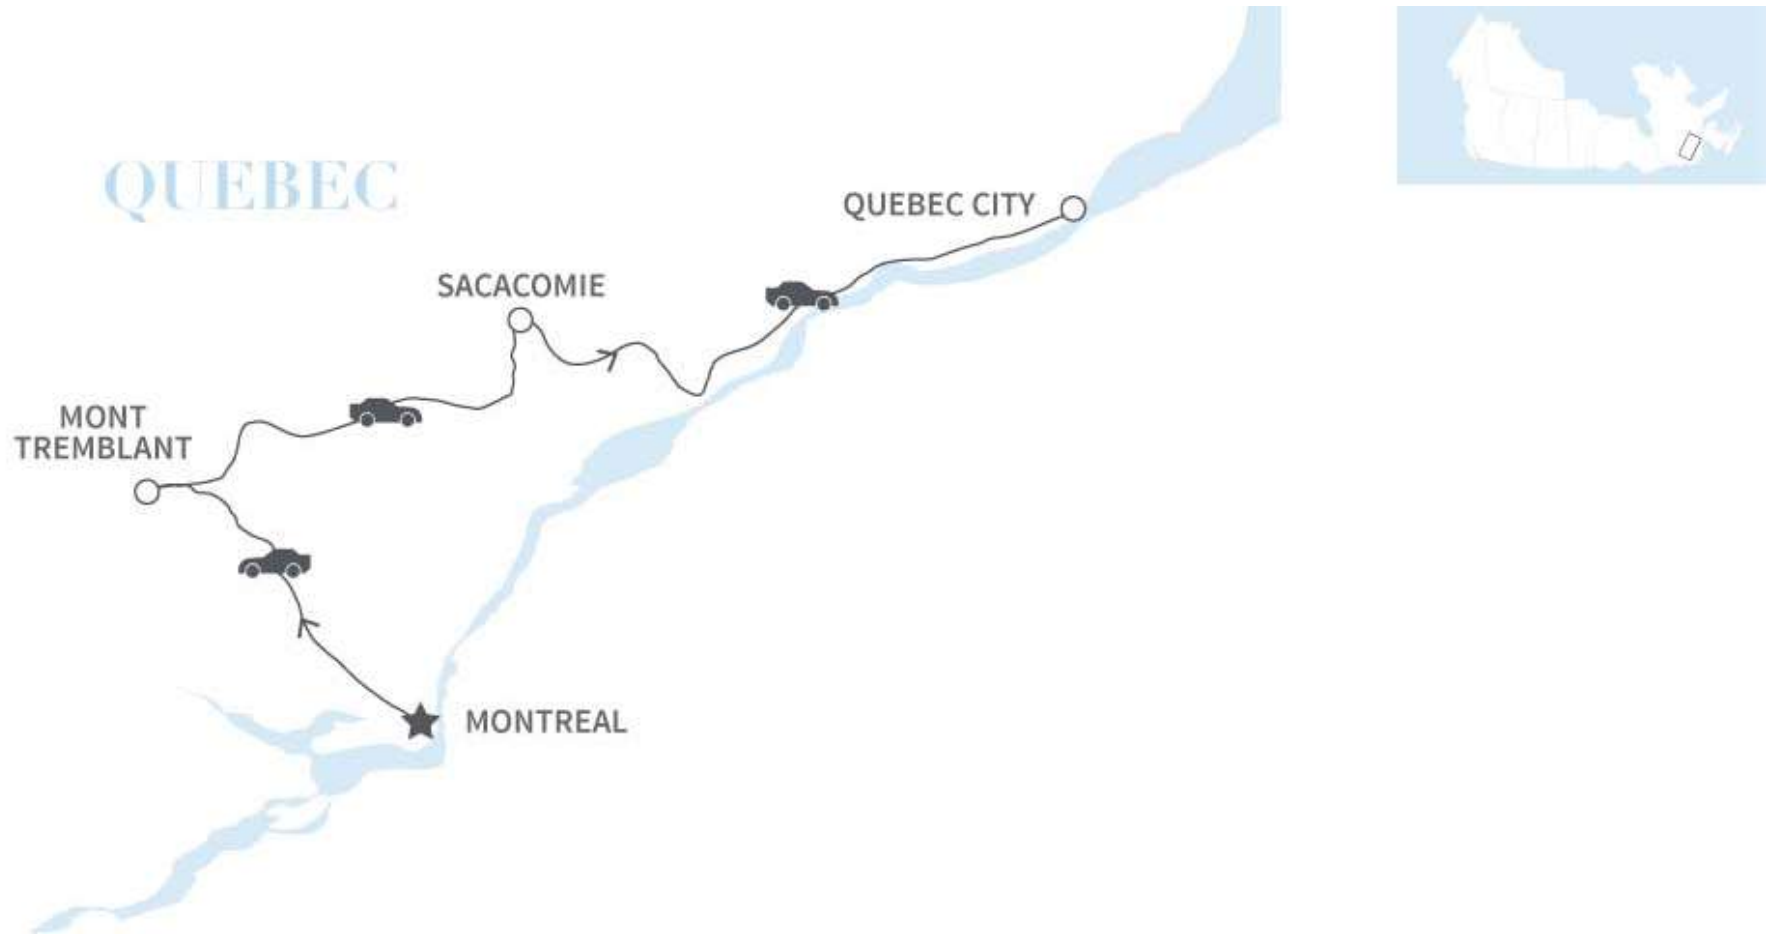 QUEBEC
QUEBEC CITY
SACACOMIE
MONT
TREMBLANT
MONTREAL